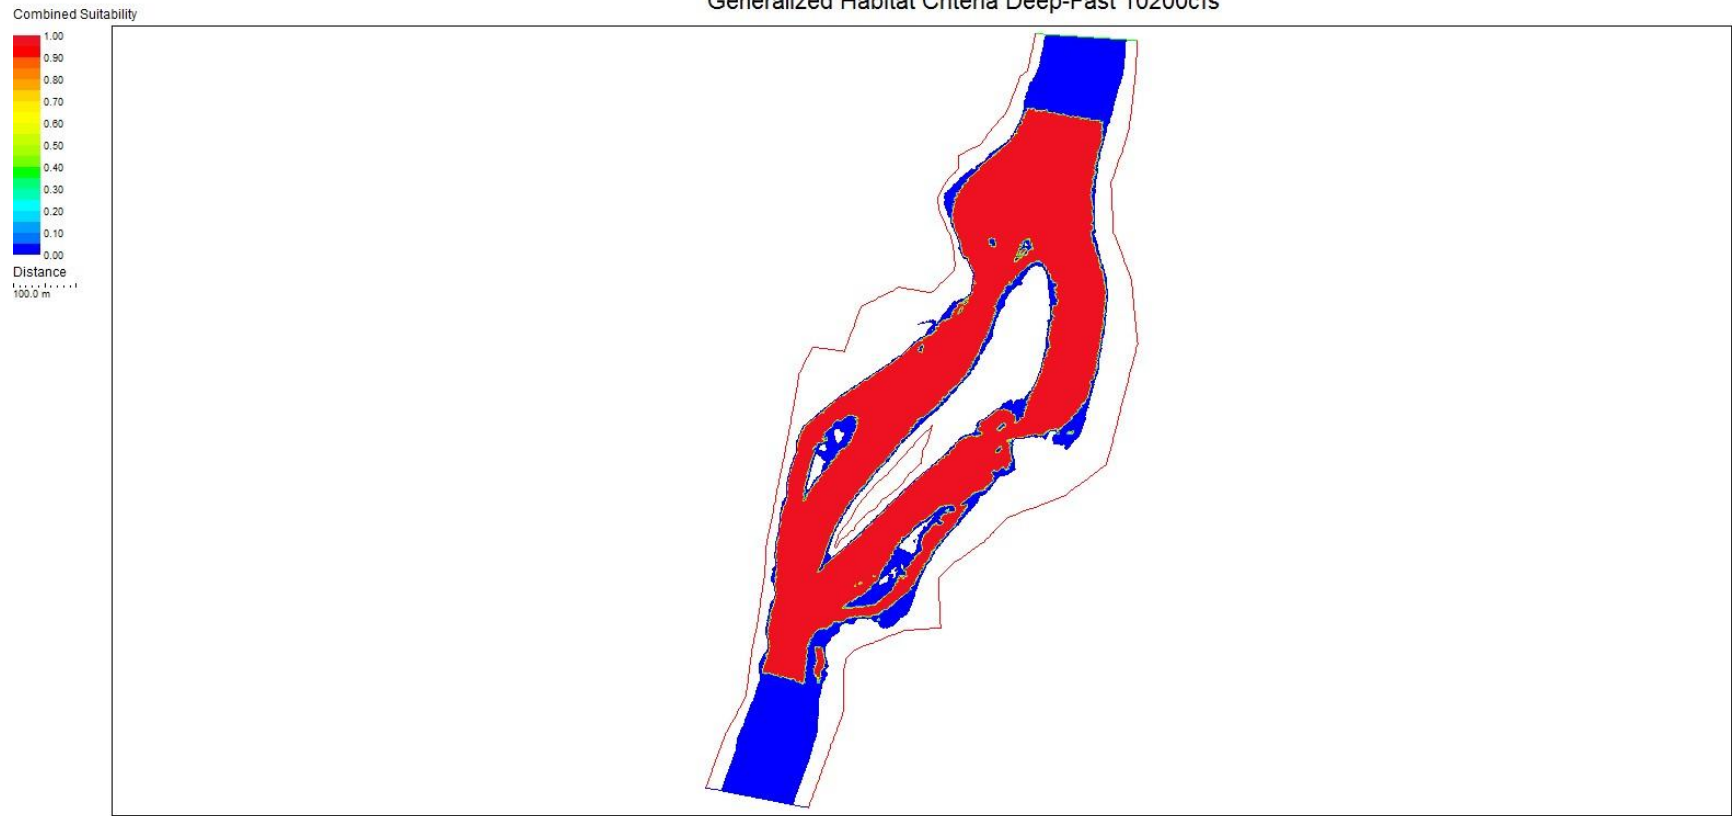 Generalized Habitat Criteria Deep-Fast 10200cfs
Combined Suitability
1.00
0.90
0.80
0.70
0.60
0.50
0.40
0.30
0.20
0.10
0.00
Distance
100.0 m